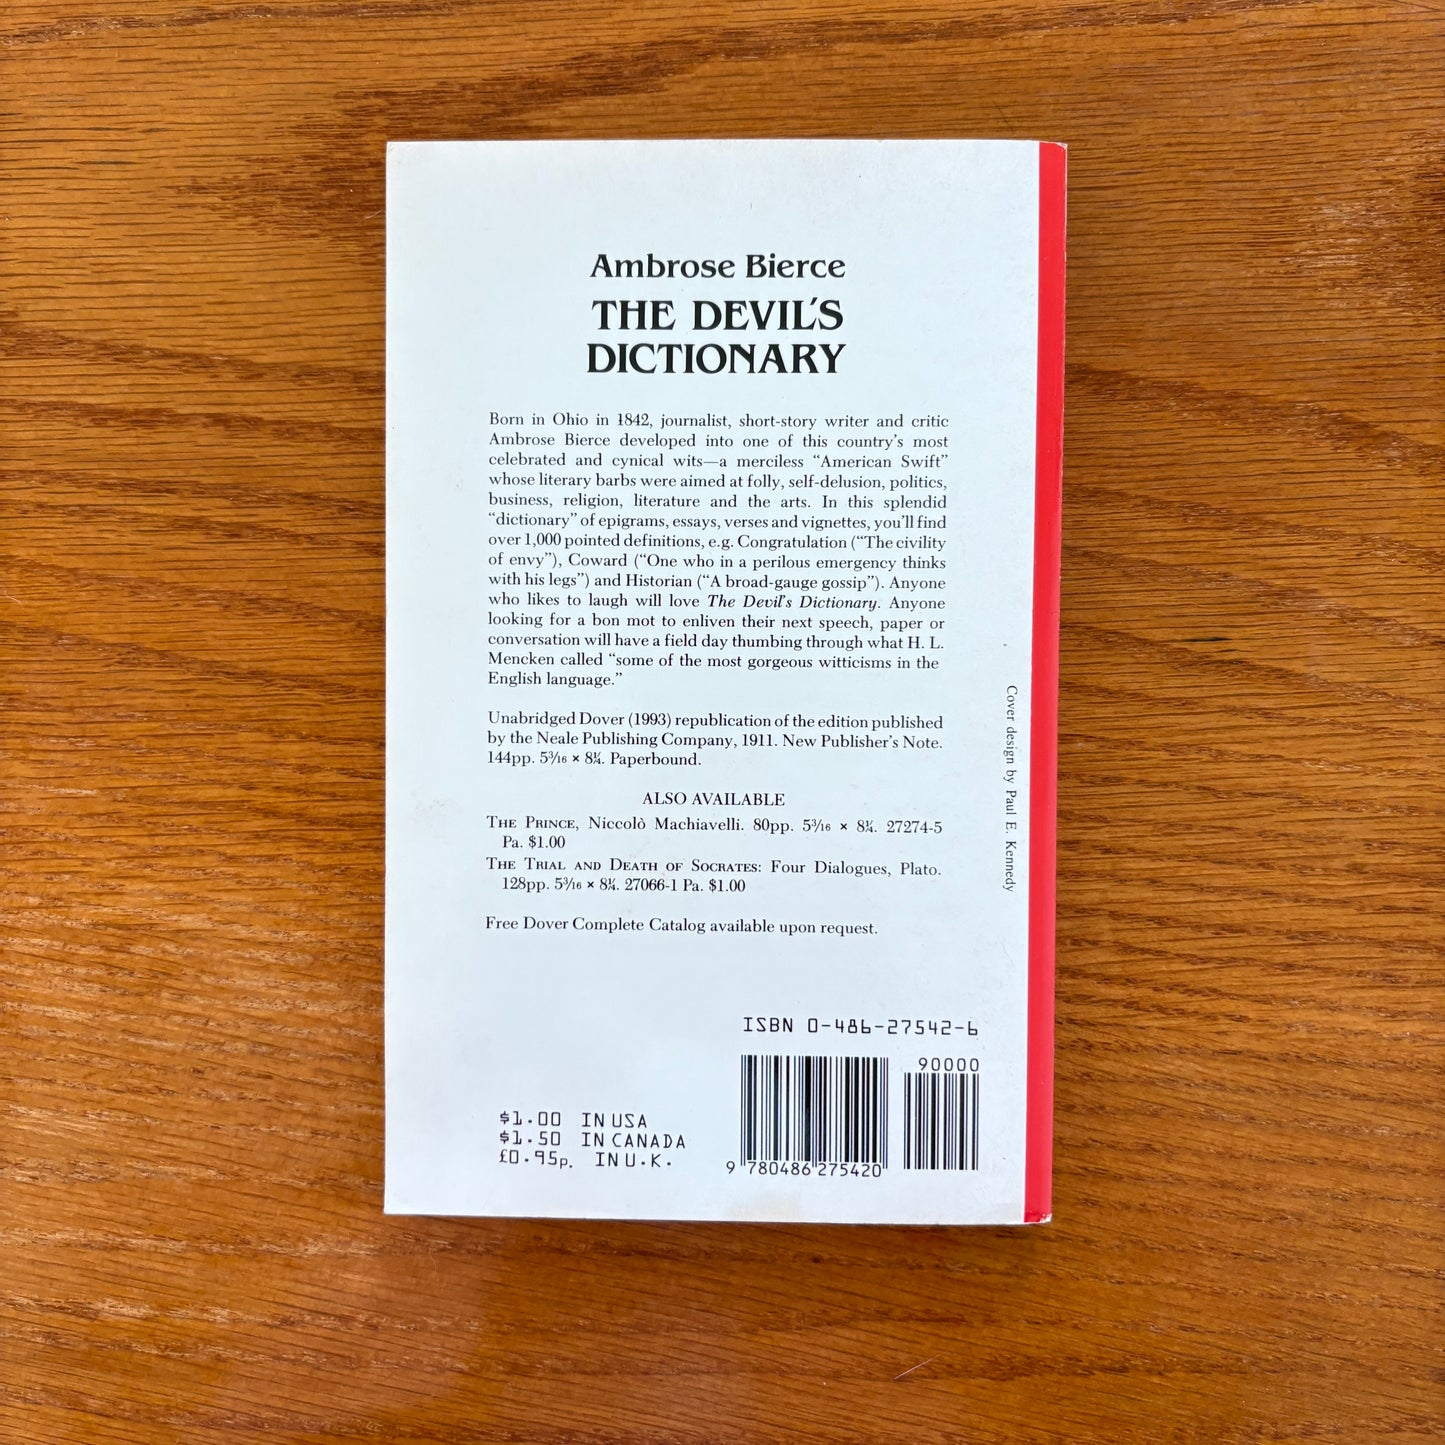 Ambrose Bierce
THE DEVIL'S
DICTIONARY
Born in Ohio in 1842, journalist, short-story writer and critic
Ambrose Bierce developed into one of this country's most
celebrated and cynical wits—a merciless “American Swift”
whose literary barbs were aimed at folly, self-delusion, politics,
business, religion, literature and the arts. In this splendid
“dictionary” of epigrams, essays, verses and vignettes, you'll find
over 1,000 pointed definitions, e.g. Congratulation (“The civility
of envy”), Coward (“One who in a perilous emergency thinks
with his legs”) and Historian (“A broad-gauge gossip”). Anyone
who likes to laugh will love The Devil's Dictionary. Anyone
looking for a bon mot to enliven their next speech, paper or
conversation will have a field day thumbing through what H. L.
Mencken called “some of the most gorgeous witticisms in the
English language.”
Unabridged Dover (1993) republication of the edition published
by the Neale Publishing Company, 1911. New Publisher's Note.
144pp. 5³⁄₁₆ × 8¼. Paperbound.
ALSO AVAILABLE
THE PRINCE, Niccolò Machiavelli. 80pp. 5³⁄₁₆ × 8¼. 27274-5
Pa. $1.00
THE TRIAL AND DEATH OF SOCRATES: Four Dialogues, Plato.
128pp. 5³⁄₁₆ × 8¼. 27066-1 Pa. $1.00
Free Dover Complete Catalog available upon request.
Cover design by Paul E. Kennedy
ISBN 0-486-27542-6
90000
$1.00 IN USA
$1.50 IN CANADA
£0.95p. IN U.K.
9 780486 275420